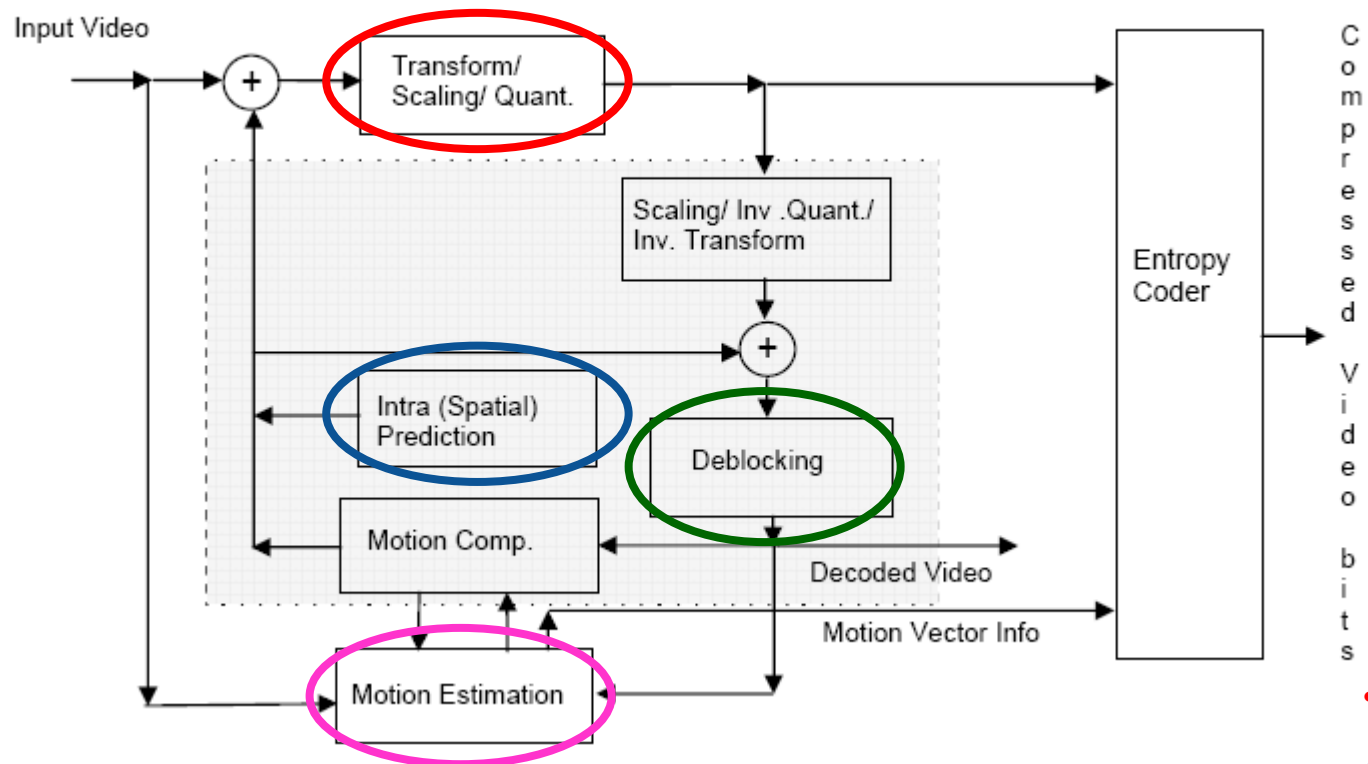 Input Video
+
Transform/
Scaling/ Quant.
Scaling/ Inv .Quant./
Inv. Transform
+
Intra (Spatial)
Prediction
Deblocking
Motion Comp.
Decoded Video
Motion Vector Info
Motion Estimation
Entropy
Coder
Compressed Video bits